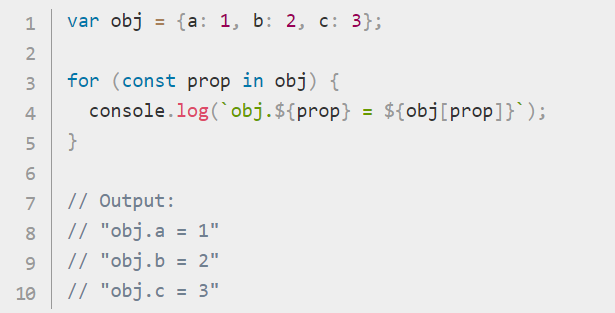 1 var obj = {a: 1, b: 2, c: 3};
2
3 for (const prop in obj) {
4   console.log(`obj.${prop} = ${obj[prop]}`);
5 }
6
7 // Output:
8 // "obj.a = 1"
9 // "obj.b = 2"
10 // "obj.c = 3"